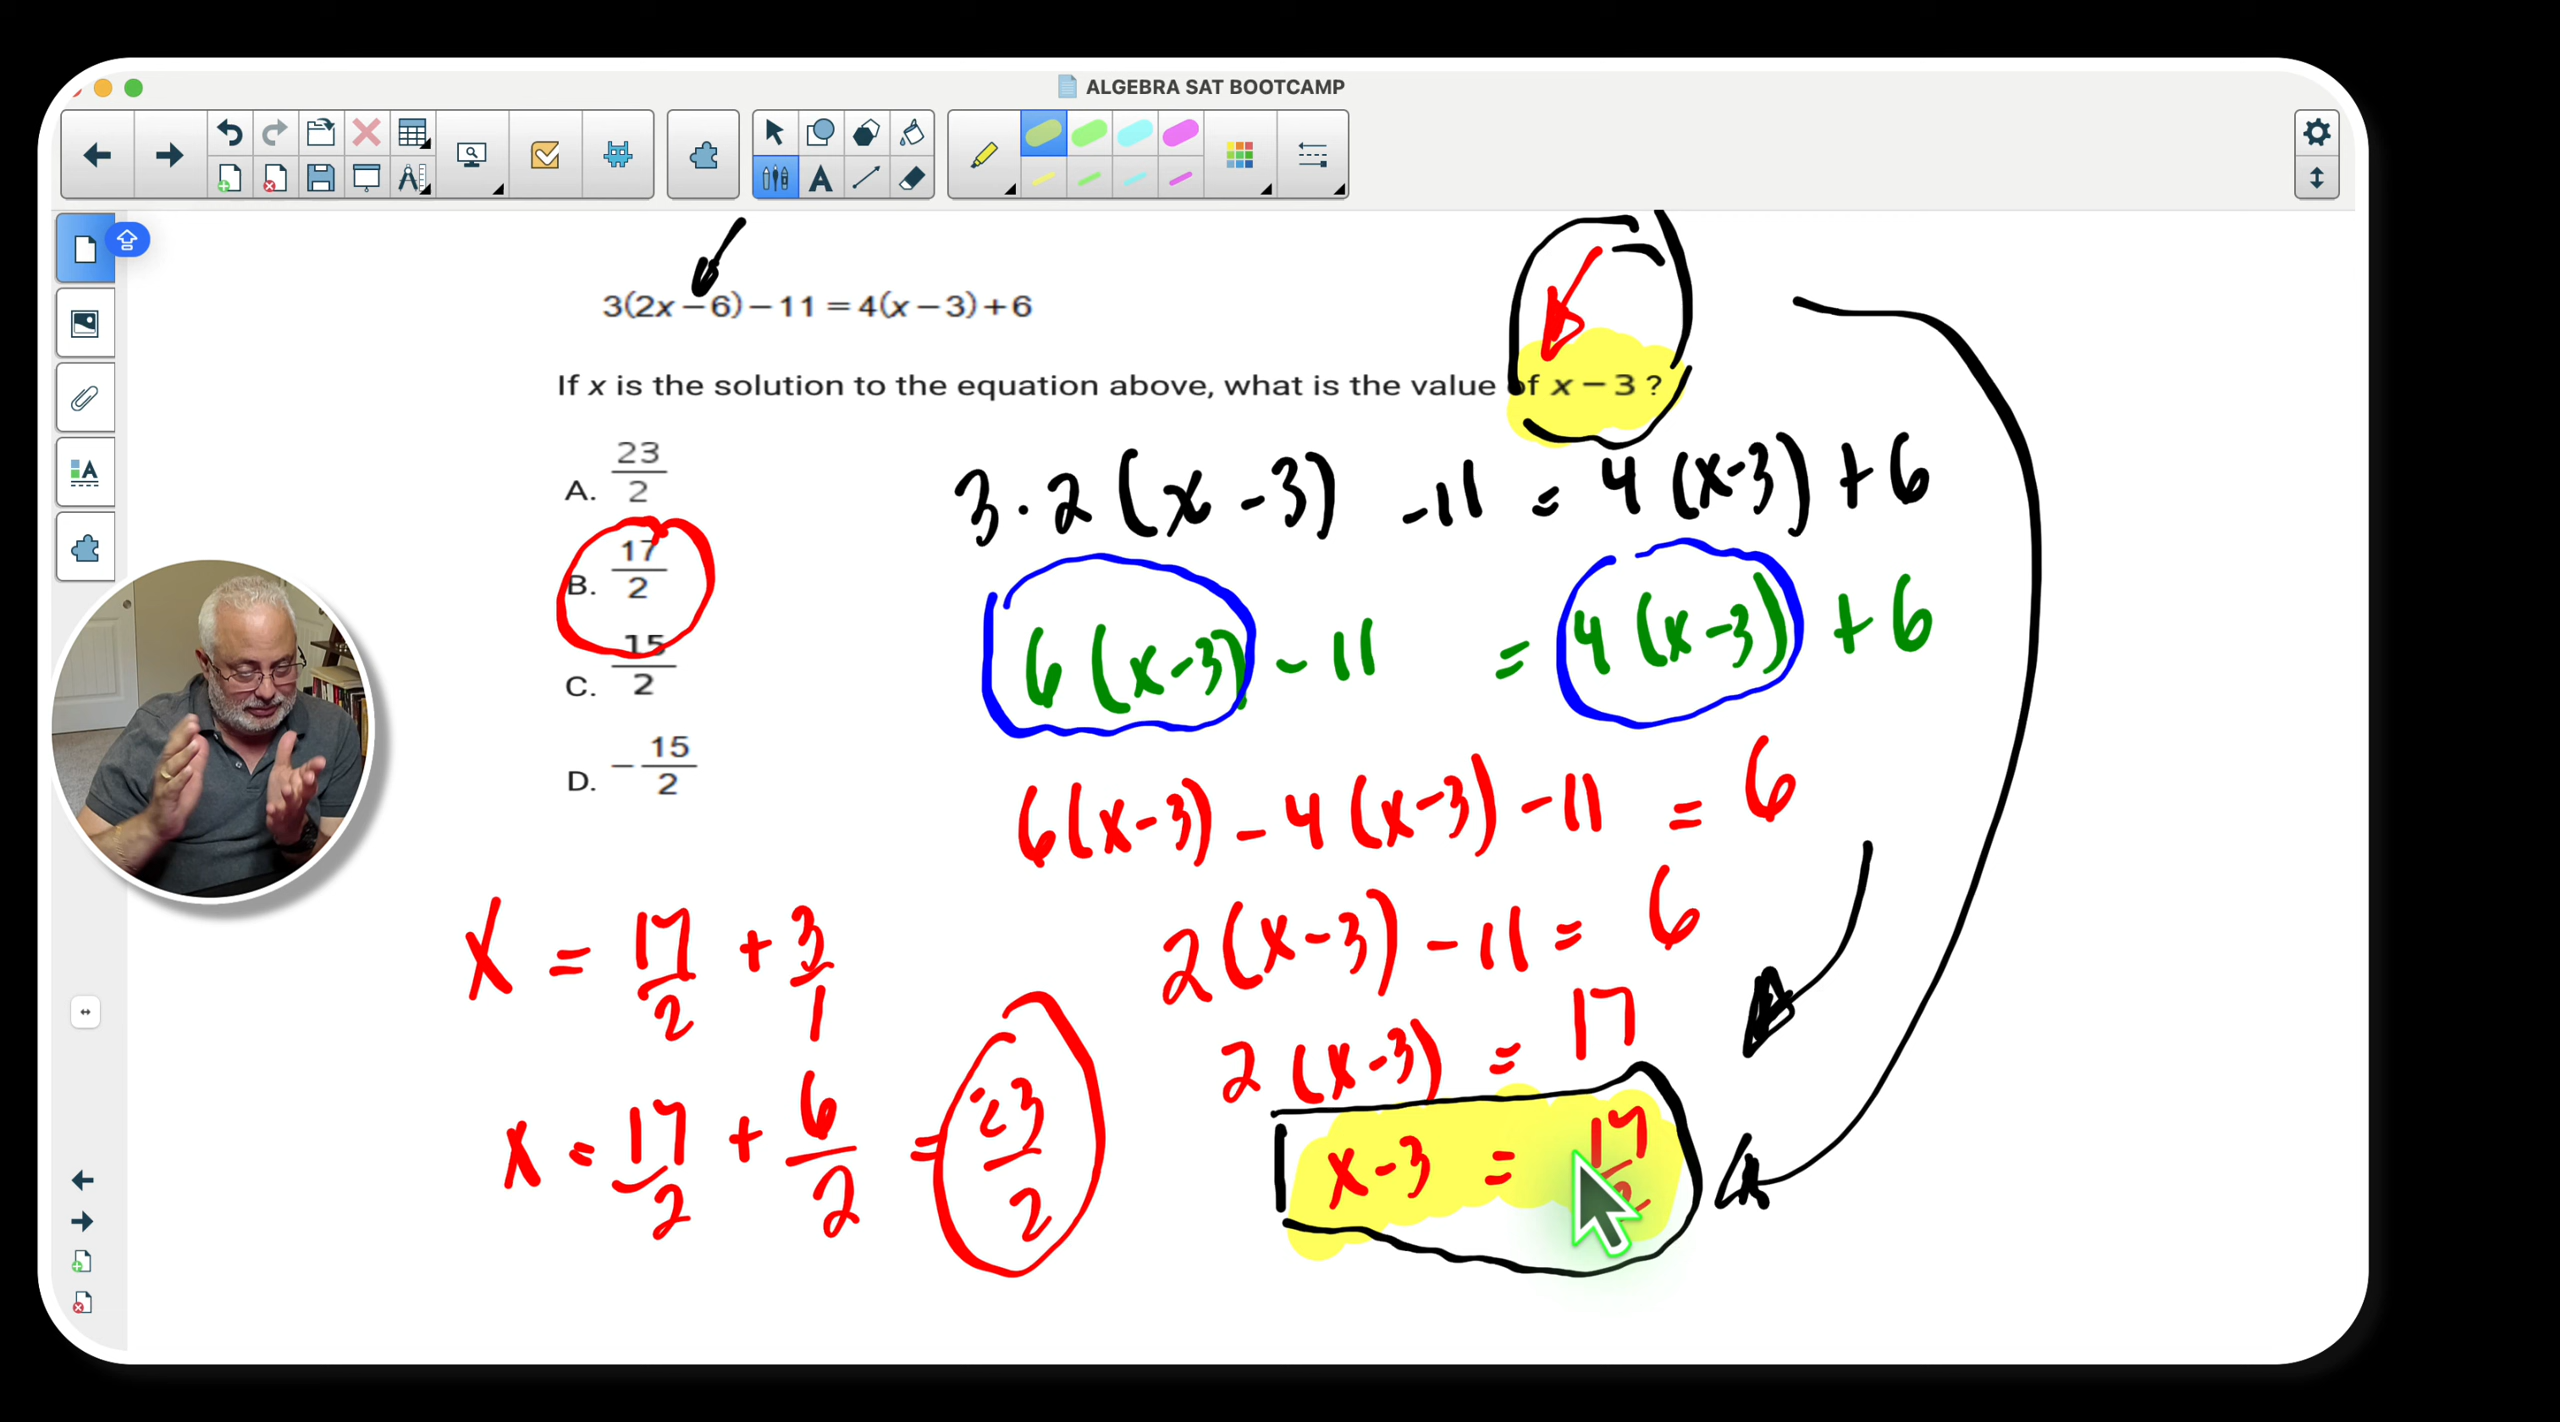 ALGEBRA SAT BOOTCAMP
A
A
3(2x – 6) – 11 = 4(x – 3) + 6
If x is the solution to the equation above, what is the value of x – 3 ?
A. 23/2
B. 17/2
C. 15/2
D. – 15/2
3 · 2 (x - 3) - 11 = 4 (x-3) + 6
6 (x-3) - 11 = 4 (x-3) + 6
6(x-3) - 4 (x-3) - 11 = 6
2(x-3) - 11 = 6
2 (x-3) = 17
x-3 = 17/2
x = 17/2 + 3/1
x = 17/2 + 6/2 = 23/2